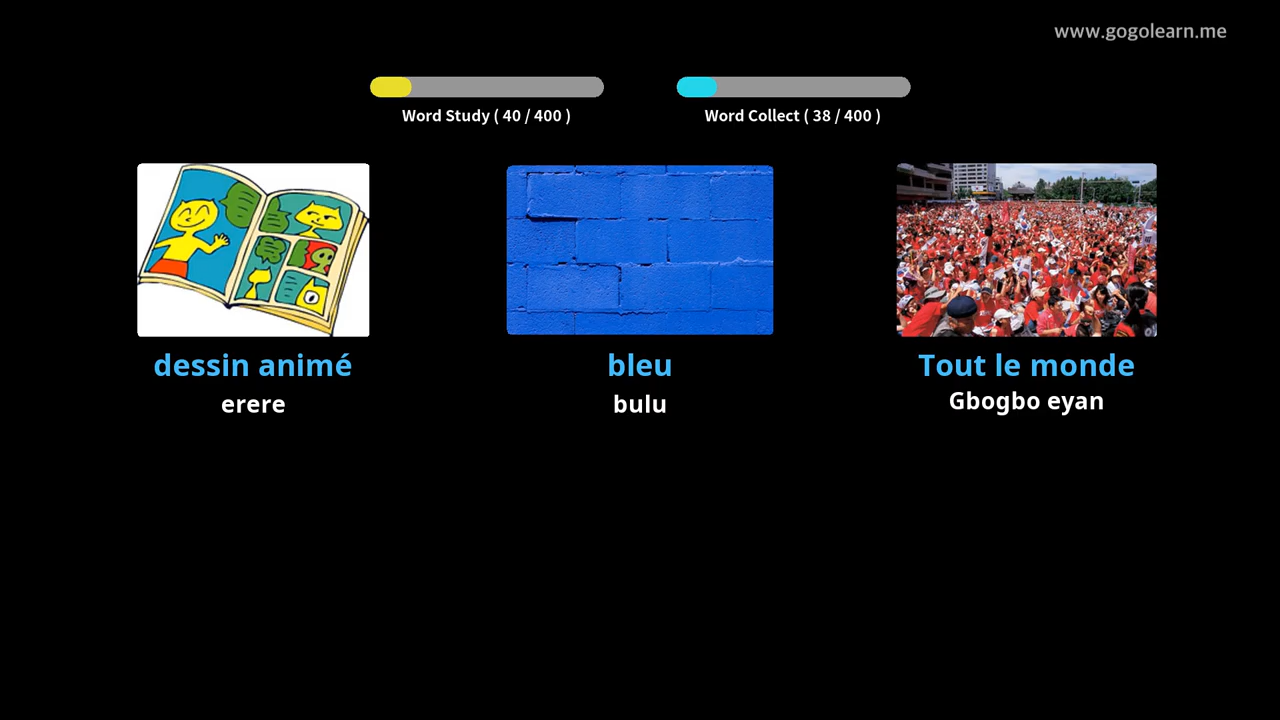 www.gogolearn.me
Word Study ( 40 / 400 )
Word Collect ( 38 / 400 )
dessin animé
bleu
Tout le monde
erere
bulu
Gbogbo eyan